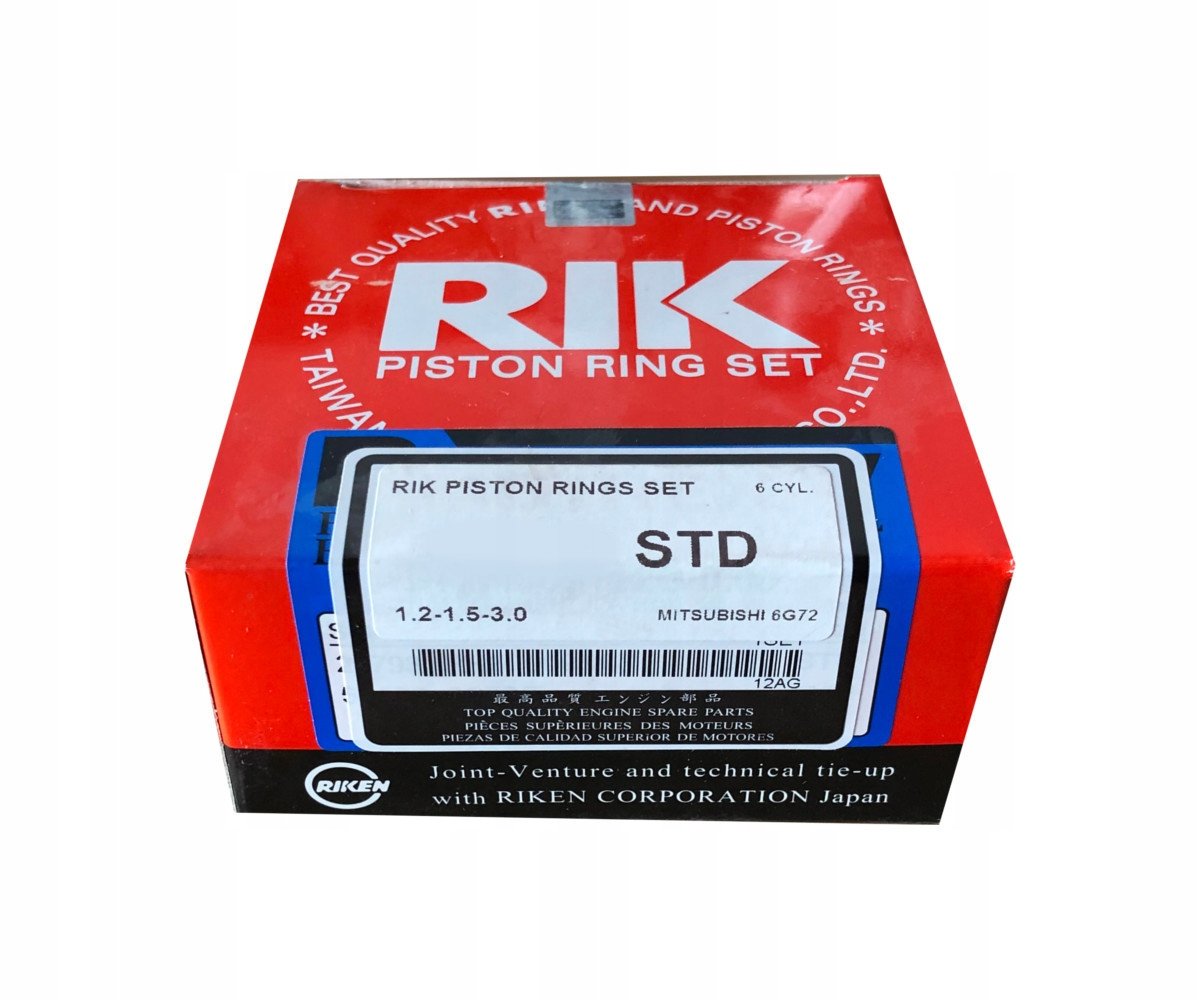 BEST QUALITY RI AND PISTON RINGS
RIK
PISTON RING SET
* TAIWAN CO.,LTD. *
RIK PISTON RINGS SET 6 CYL.
STD
1.2-1.5-3.0 MITSUBISHI 6G72
12AG
最高品質エンジン部品
TOP QUALITY ENGINE SPARE PARTS
PIÈCES SUPÉRIEURES DES MOTEURS
PIEZAS DE CALIDAD SUPERiOR DE MOTORES
RIKEN
Joint-Venture and technical tie-up
with RIKEN CORPORATION Japan